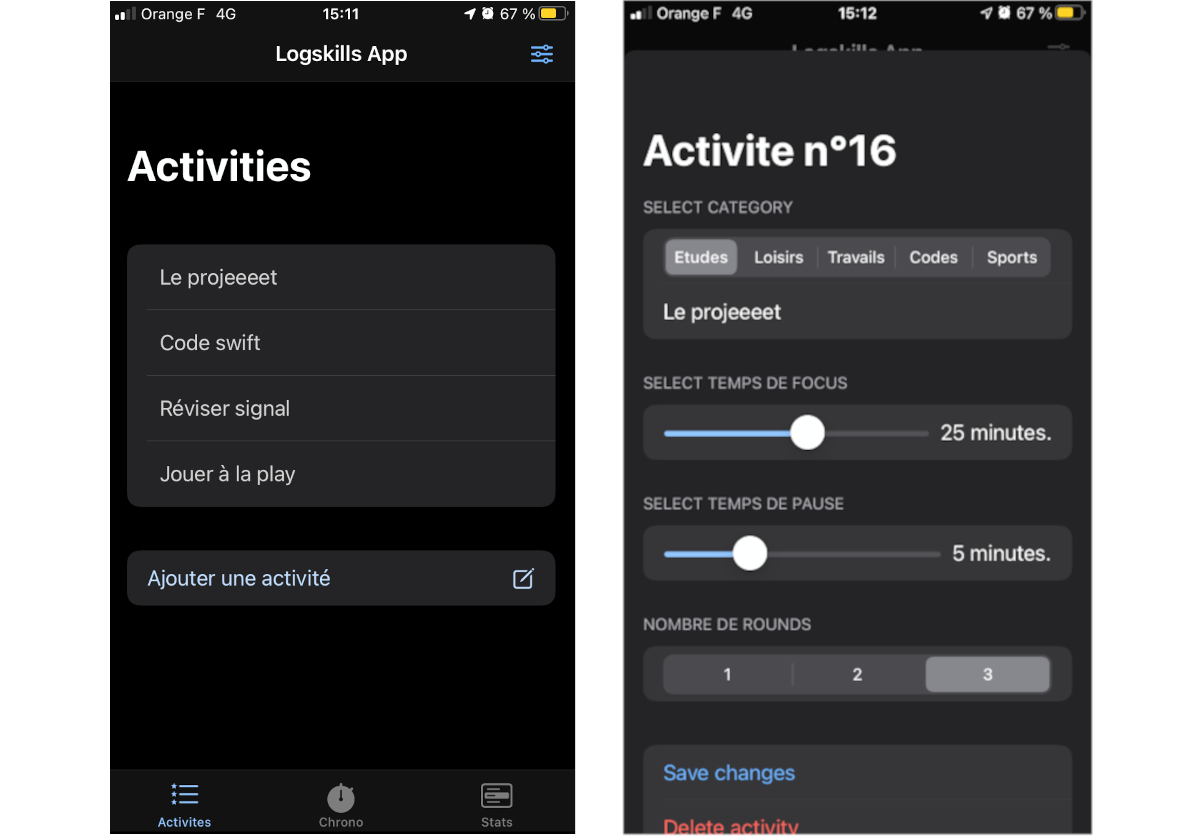 Orange F 4G 15:11 67 %
Logskills App
Activities
Le projeeeet
Code swift
Réviser signal
Jouer à la play
Ajouter une activité
Activites Chrono Stats
Orange F 4G 15:12 67 %
Logskills App
Activite n°16
SELECT CATEGORY
Etudes Loisirs Travails Codes Sports
Le projeeeet
SELECT TEMPS DE FOCUS
25 minutes.
SELECT TEMPS DE PAUSE
5 minutes.
NOMBRE DE ROUNDS
1 2 3
Save changes
Delete activity